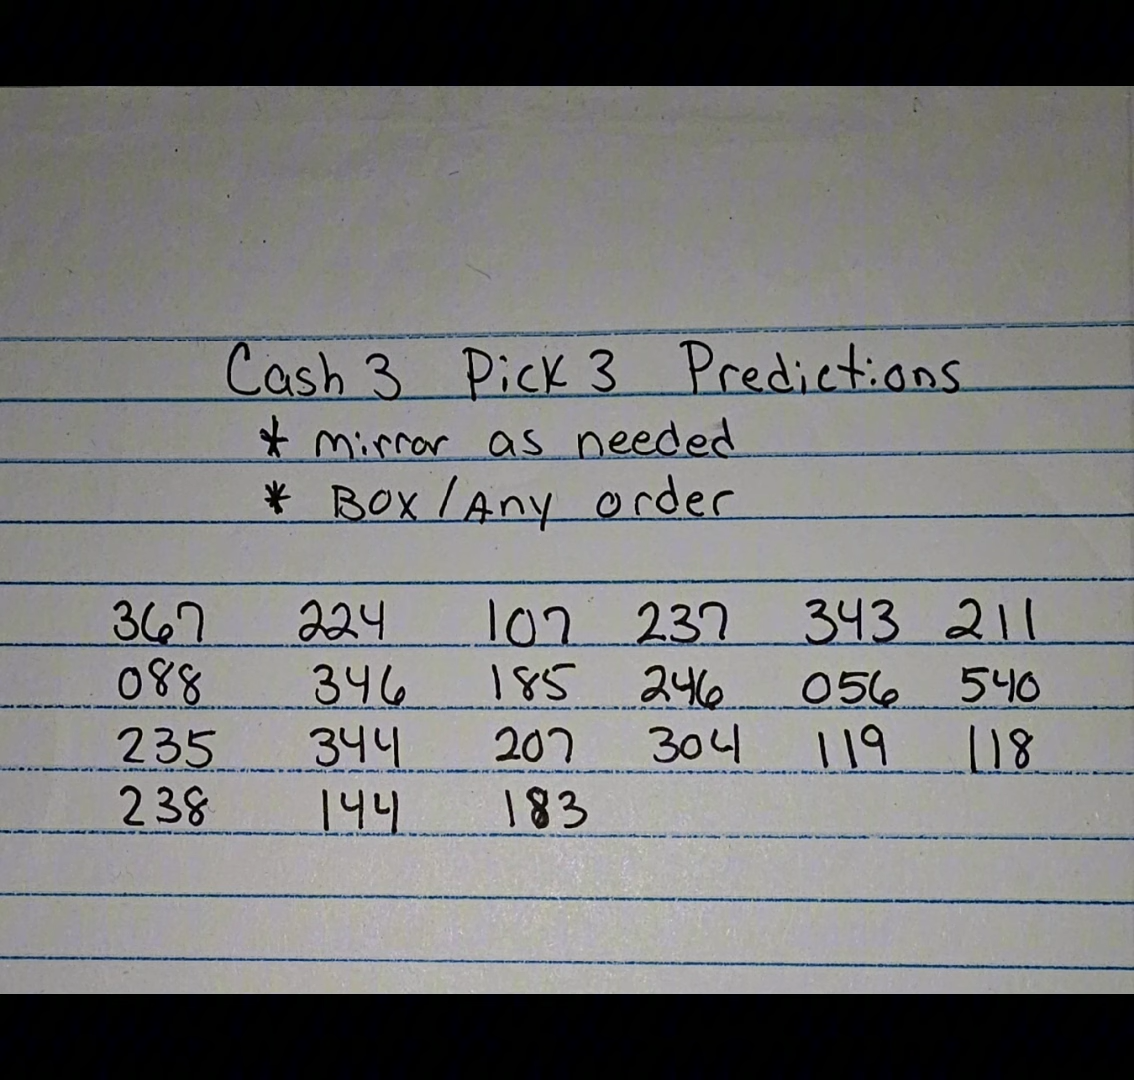 Cash 3 Pick 3 Predictions
* mirror as needed
* Box/Any order
367 224 107 237 343 211
088 346 185 246 056 540
235 344 207 304 119 118
238 144 183